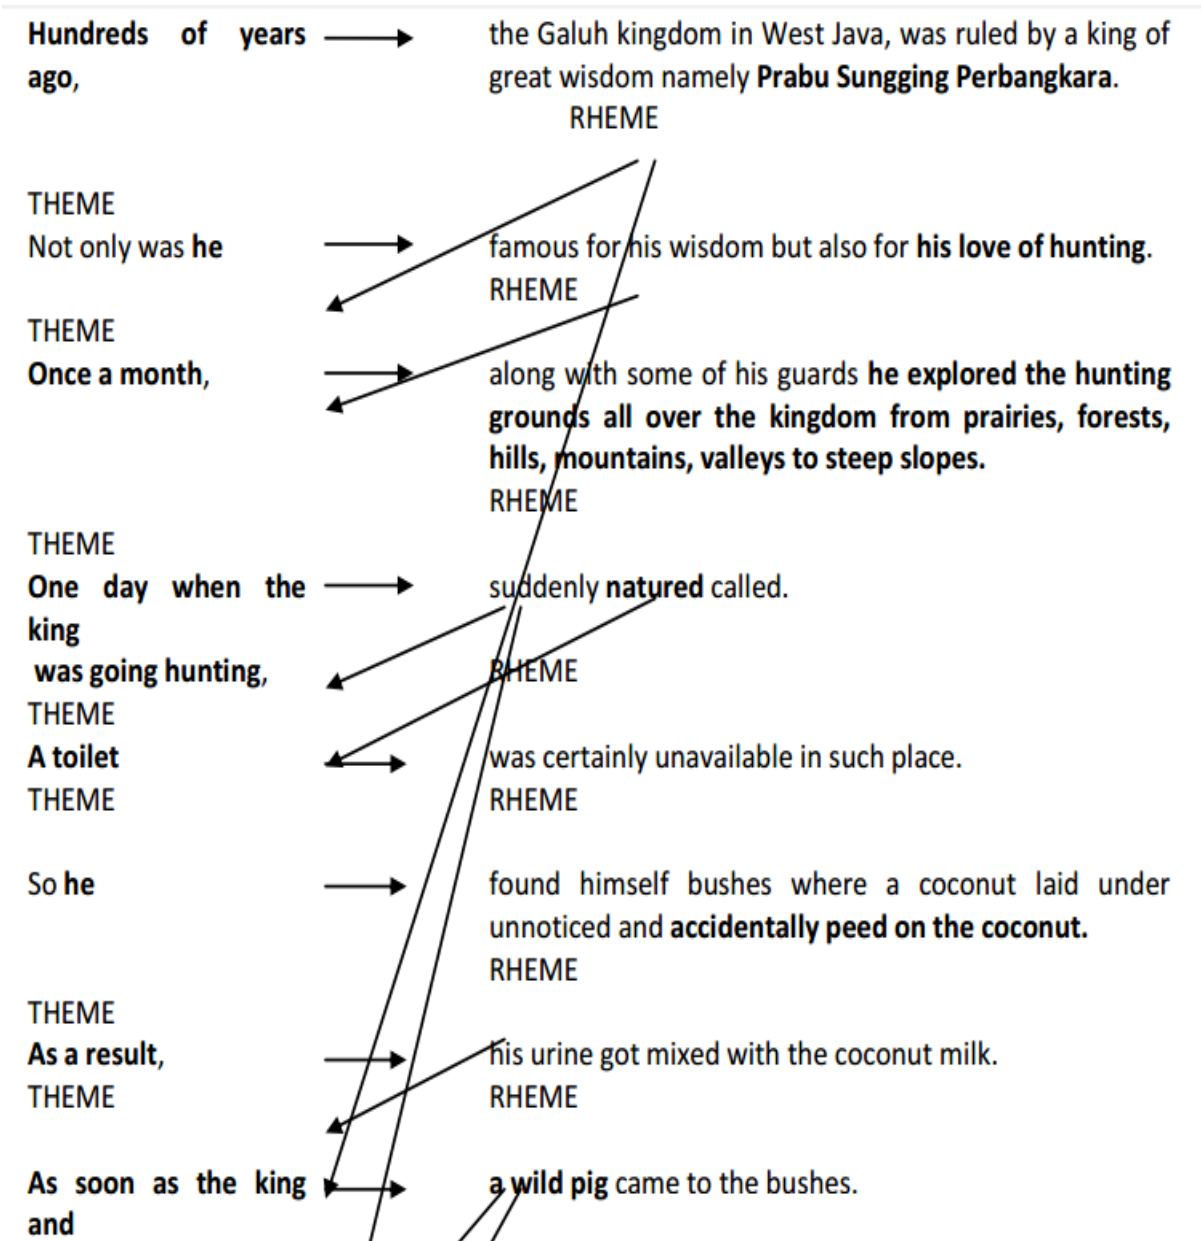 Hundreds of years the Galuh kingdom in West Java, was ruled by a king of
ago, great wisdom namely Prabu Sungging Perbangkara.
RHEME
THEME
Not only was he famous for his wisdom but also for his love of hunting.
RHEME
THEME
Once a month, along with some of his guards he explored the hunting
grounds all over the kingdom from prairies, forests,
hills, mountains, valleys to steep slopes.
RHEME
THEME
One day when the suddenly natured called.
king
was going hunting, RHEME
THEME
A toilet was certainly unavailable in such place.
THEME RHEME
So he found himself bushes where a coconut laid under
unnoticed and accidentally peed on the coconut.
RHEME
THEME
As a result, his urine got mixed with the coconut milk.
THEME RHEME
As soon as the king a wild pig came to the bushes.
and